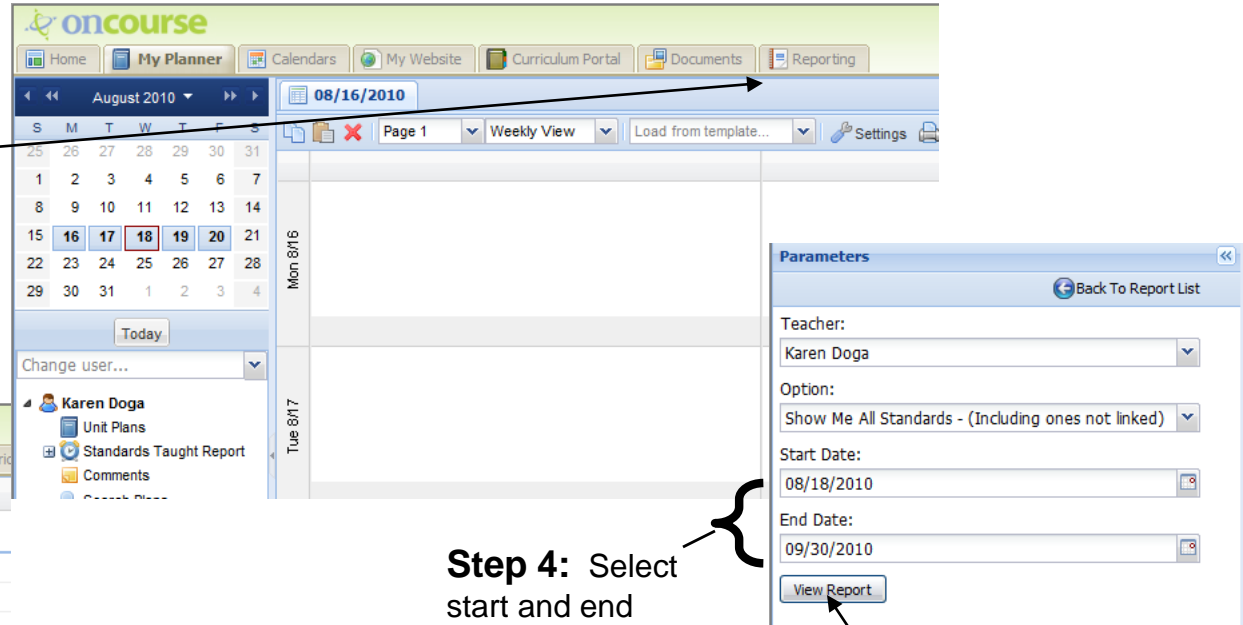 oncourse
Home My Planner Calendars My Website Curriculum Portal Documents Reporting
August 2010
S M T W T F S
25 26 27 28 29 30 31
1 2 3 4 5 6 7
8 9 10 11 12 13 14
15 16 17 18 19 20 21
22 23 24 25 26 27 28
29 30 31 1 2 3 4
Today
Change user...
Karen Doga
Unit Plans
Standards Taught Report
Comments
08/16/2010
Page 1 Weekly View Load from template... Settings
Mon 8/16
Tue 8/17
Parameters
Back To Report List
Teacher:
Karen Doga
Option:
Show Me All Standards - (Including ones not linked)
Start Date:
08/18/2010
End Date:
09/30/2010
View Report
Step 4: Select
start and end